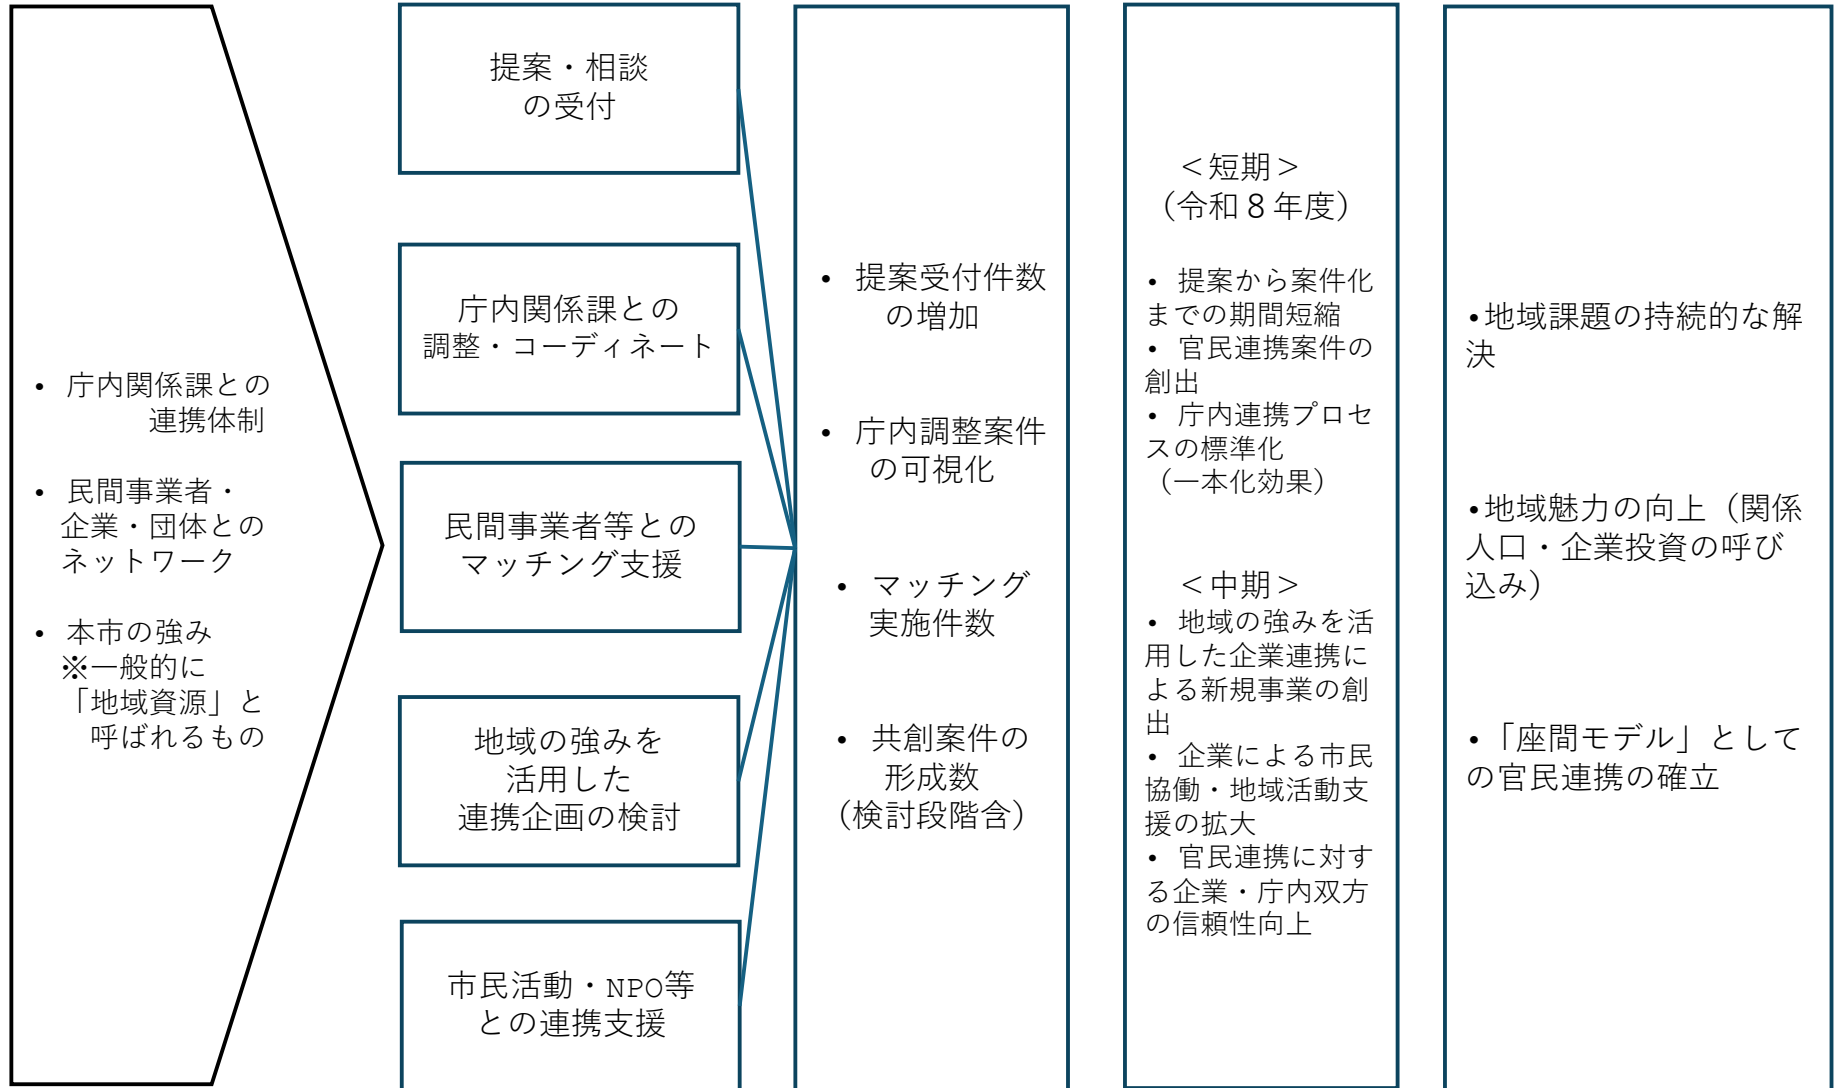 • 庁内関係課との
連携体制
• 民間事業者・
企業・団体との
ネットワーク
• 本市の強み
※一般的に
「地域資源」と
呼ばれるもの
提案・相談
の受付
庁内関係課との
調整・コーディネート
民間事業者等との
マッチング支援
地域の強みを
活用した
連携企画の検討
市民活動・NPO等
との連携支援
• 提案受付件数
の増加
• 庁内調整案件
の可視化
• マッチング
実施件数
• 共創案件の
形成数
(検討段階含)
＜短期＞
（令和８年度）
• 提案から案件化
までの期間短縮
• 官民連携案件の
創出
• 庁内連携プロセ
スの標準化
（一本化効果）
＜中期＞
• 地域の強みを活
用した企業連携に
よる新規事業の創
出
• 企業による市民
協働・地域活動支
援の拡大
• 官民連携に対す
る企業・庁内双方
の信頼性向上
•地域課題の持続的な解
決
•地域魅力の向上（関係
人口・企業投資の呼び
込み）
•「座間モデル」として
の官民連携の確立